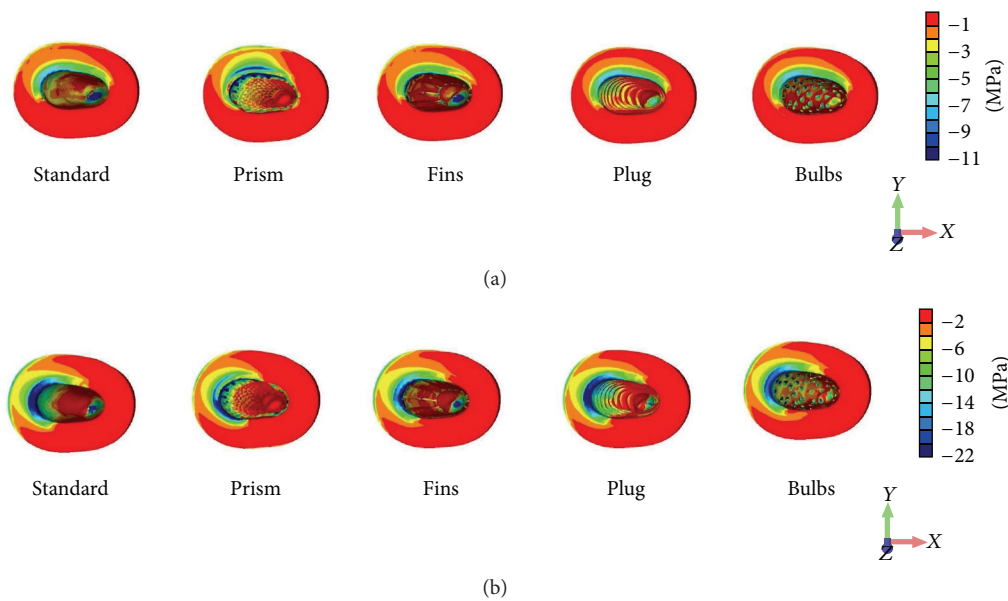 −1
−3
−5
−7
−9
−11
(MPa)
Standard
Prism
Fins
Plug
Bulbs
Y
X
Z
(a)
−2
−6
−10
−14
−18
−22
(MPa)
Standard
Prism
Fins
Plug
Bulbs
Y
X
Z
(b)